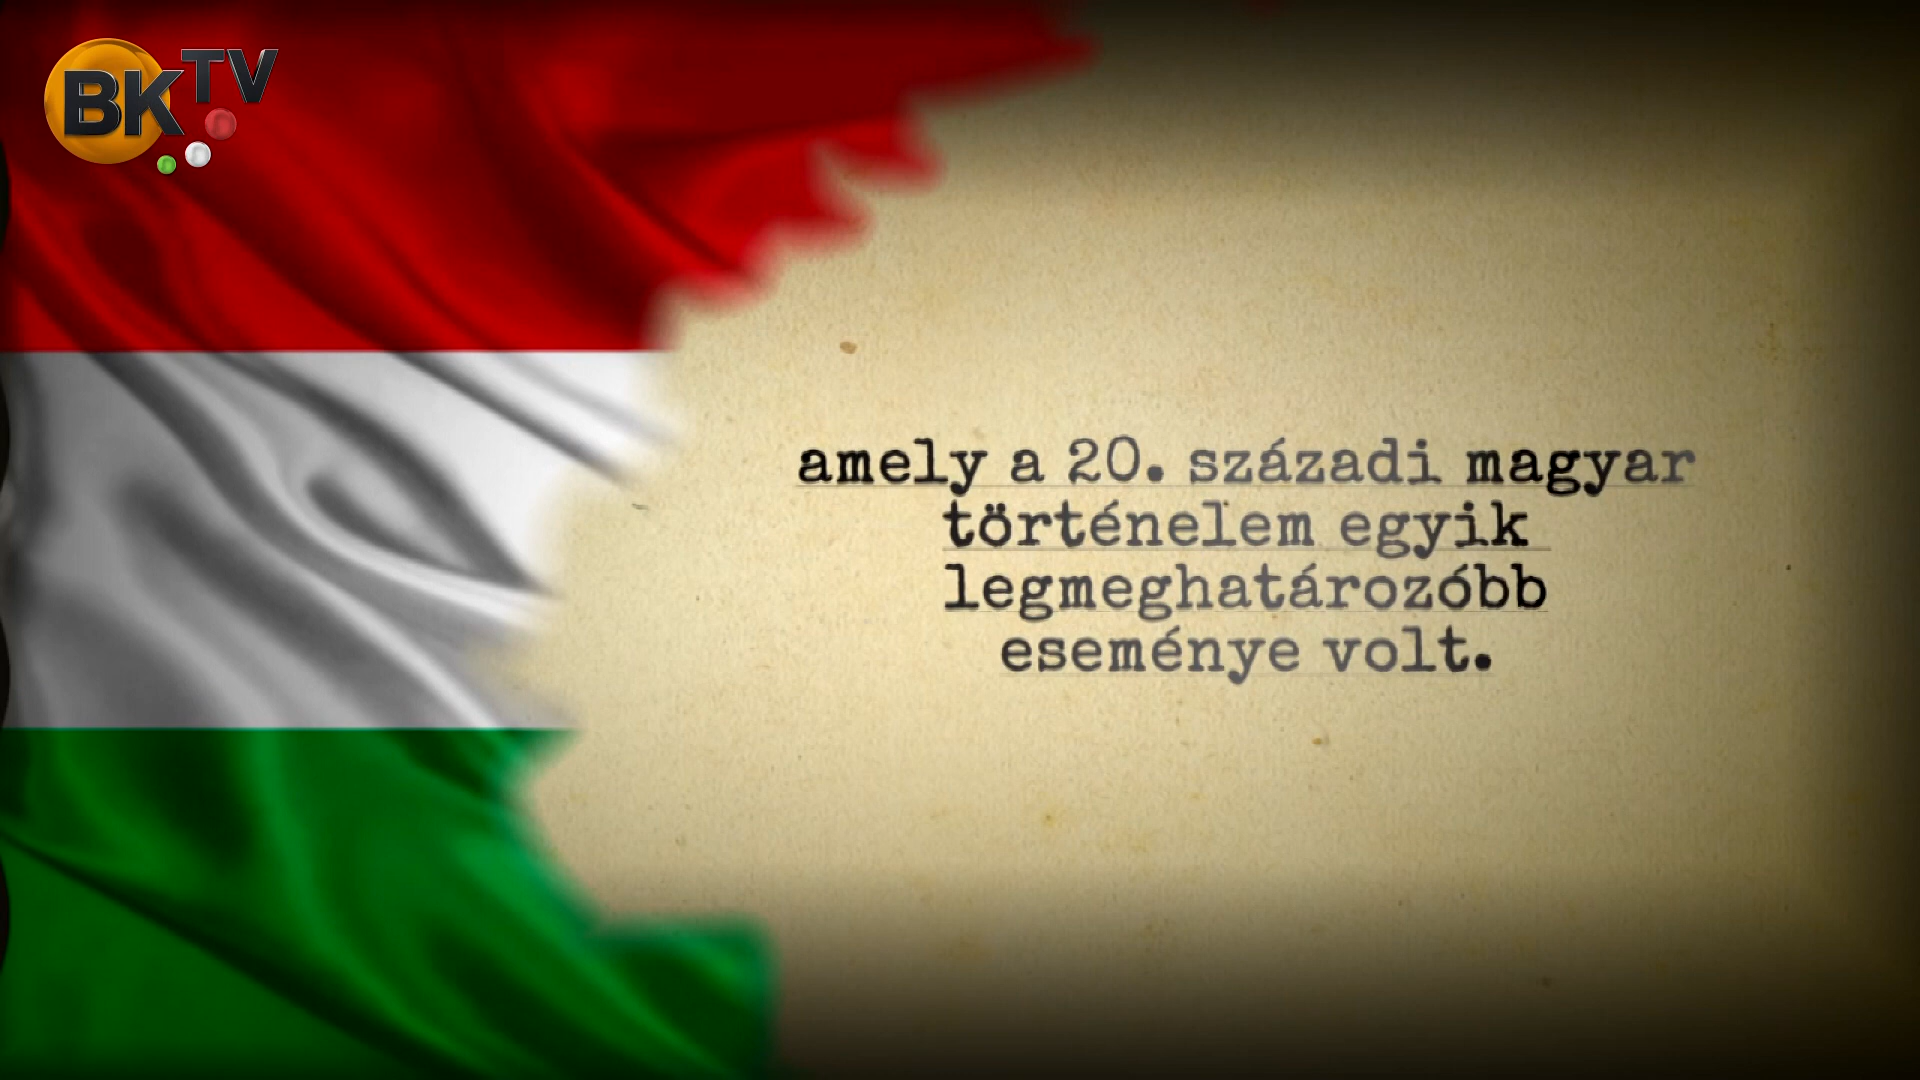 BKTV
amely a 20. századi magyar
történelem egyik
legmeghatározóbb
eseménye volt.